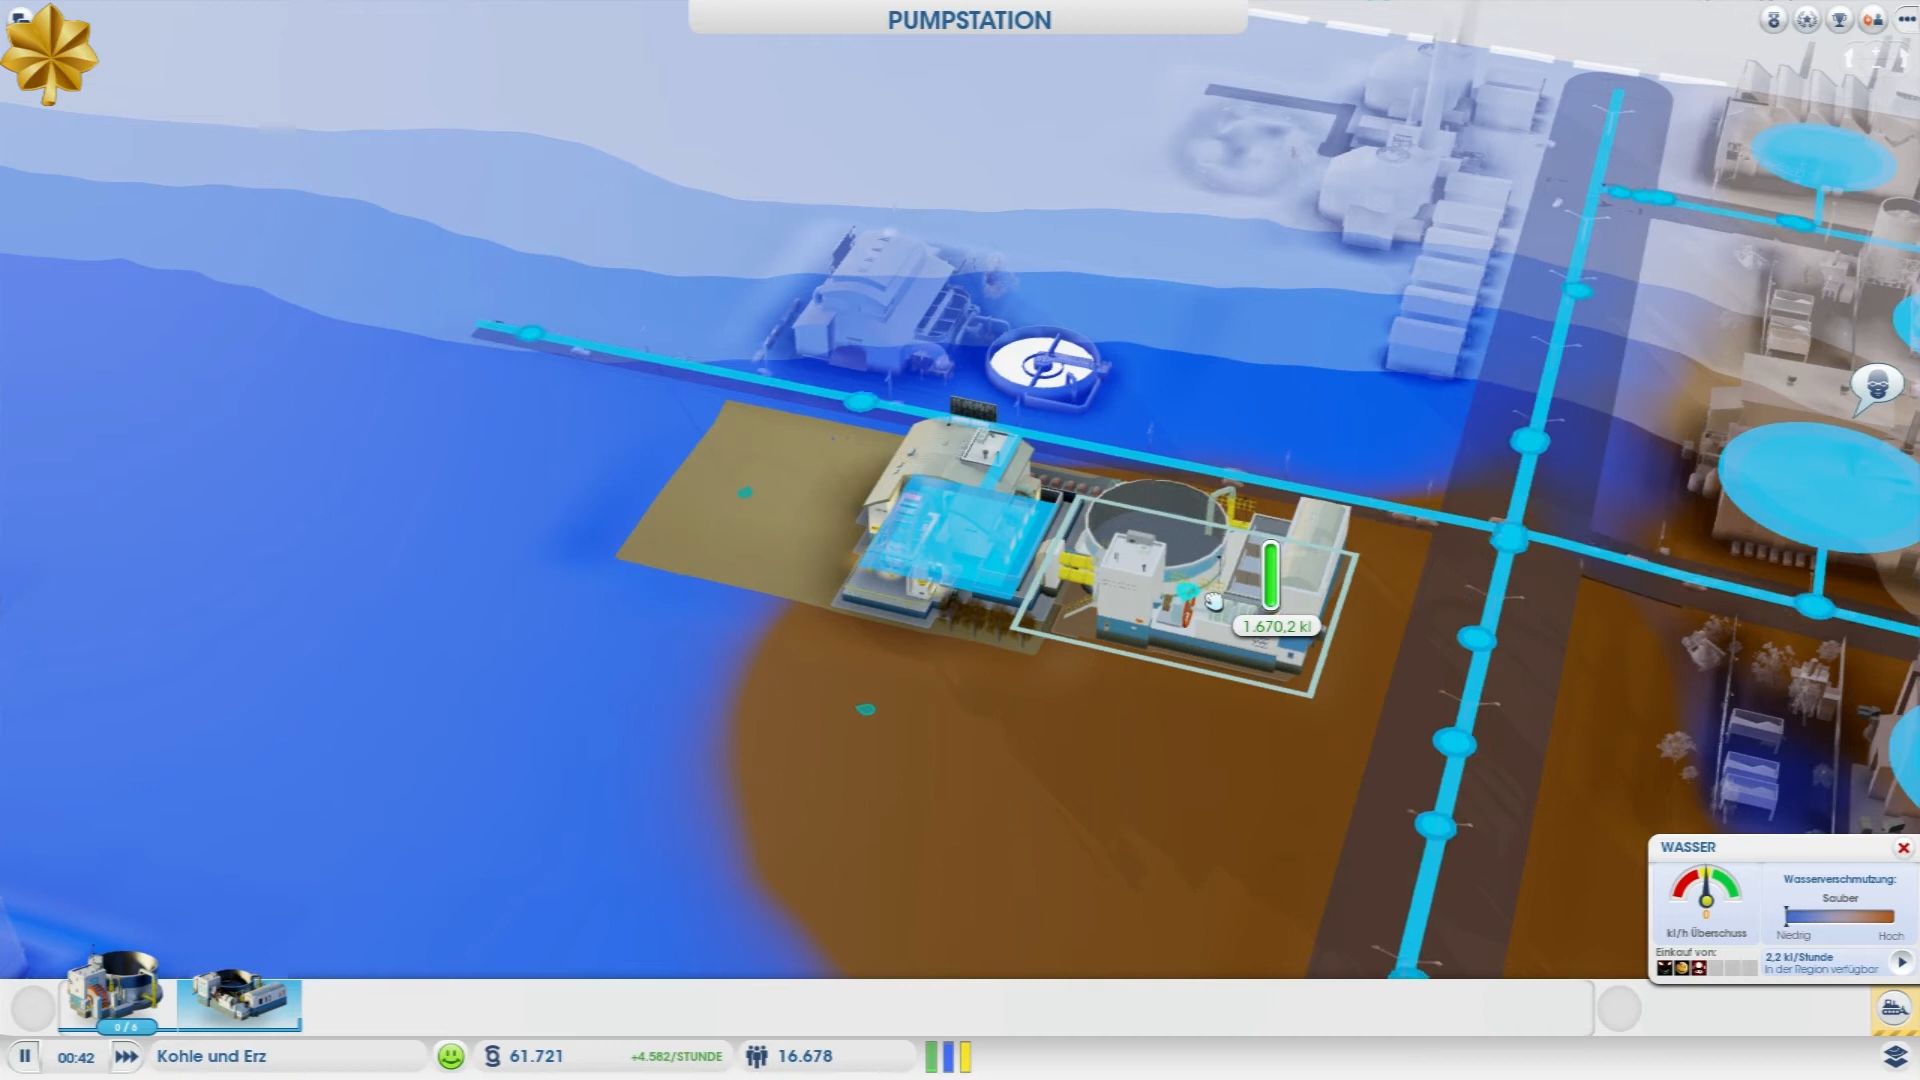 PUMPSTATION
1.670,2 kl
WASSER
0
kl/h Überschuss
Wasserverschmutzung:
Sauber
Niedrig
Hoch
Einkauf von:
2,2 kl/Stunde
In der Region verfügbar
0 / 6
00:42
Kohle und Erz
61.721
+4.582/STUNDE
16.678